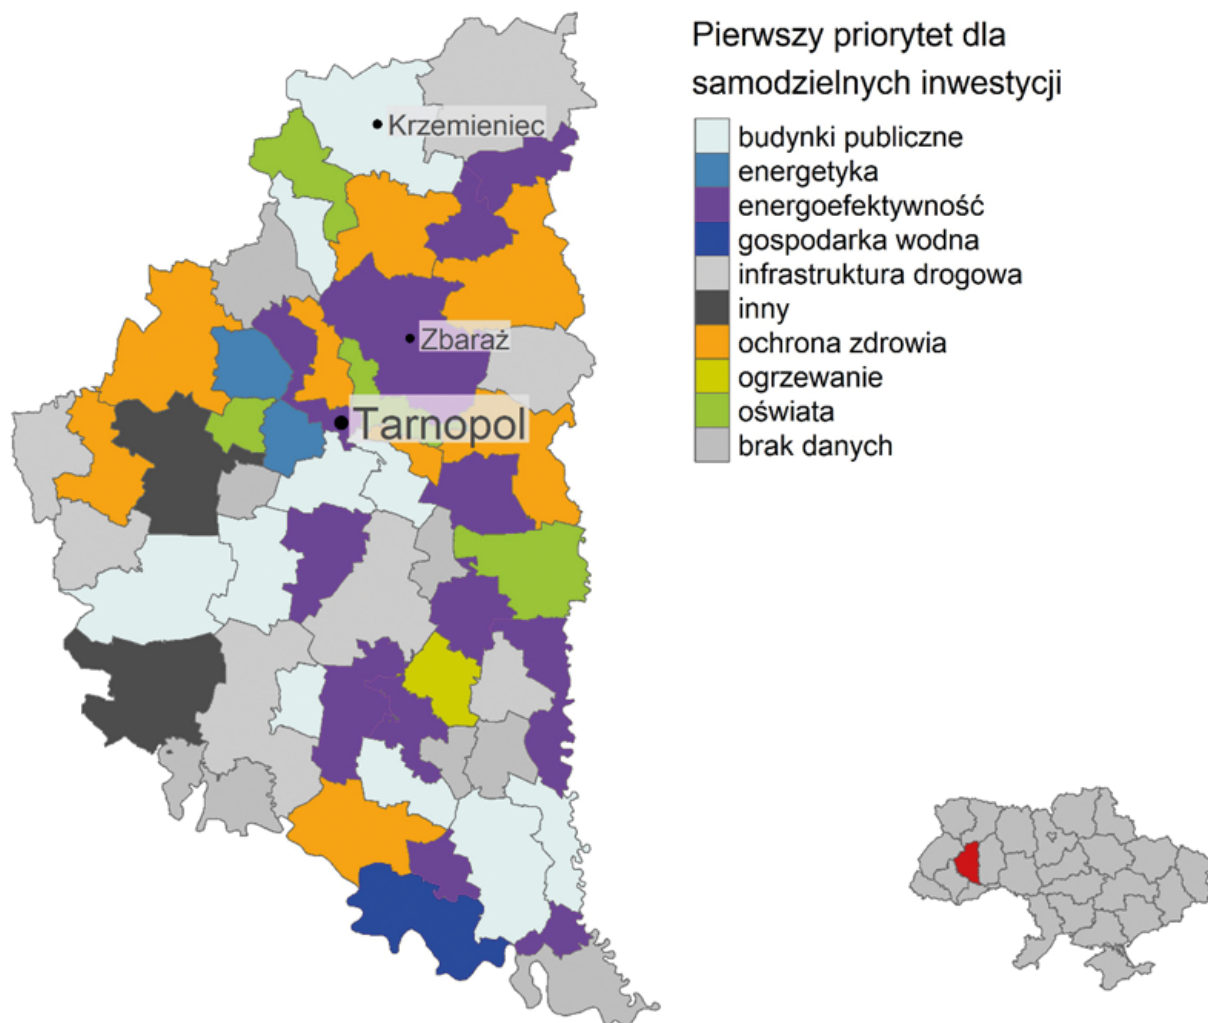 Pierwszy priorytet dla
samodzielnych inwestycji
budynki publiczne
energetyka
energoefektywność
gospodarka wodna
infrastruktura drogowa
inny
ochrona zdrowia
ogrzewanie
oświata
brak danych
Krzemieniec
Zbaraż
Tarnopol